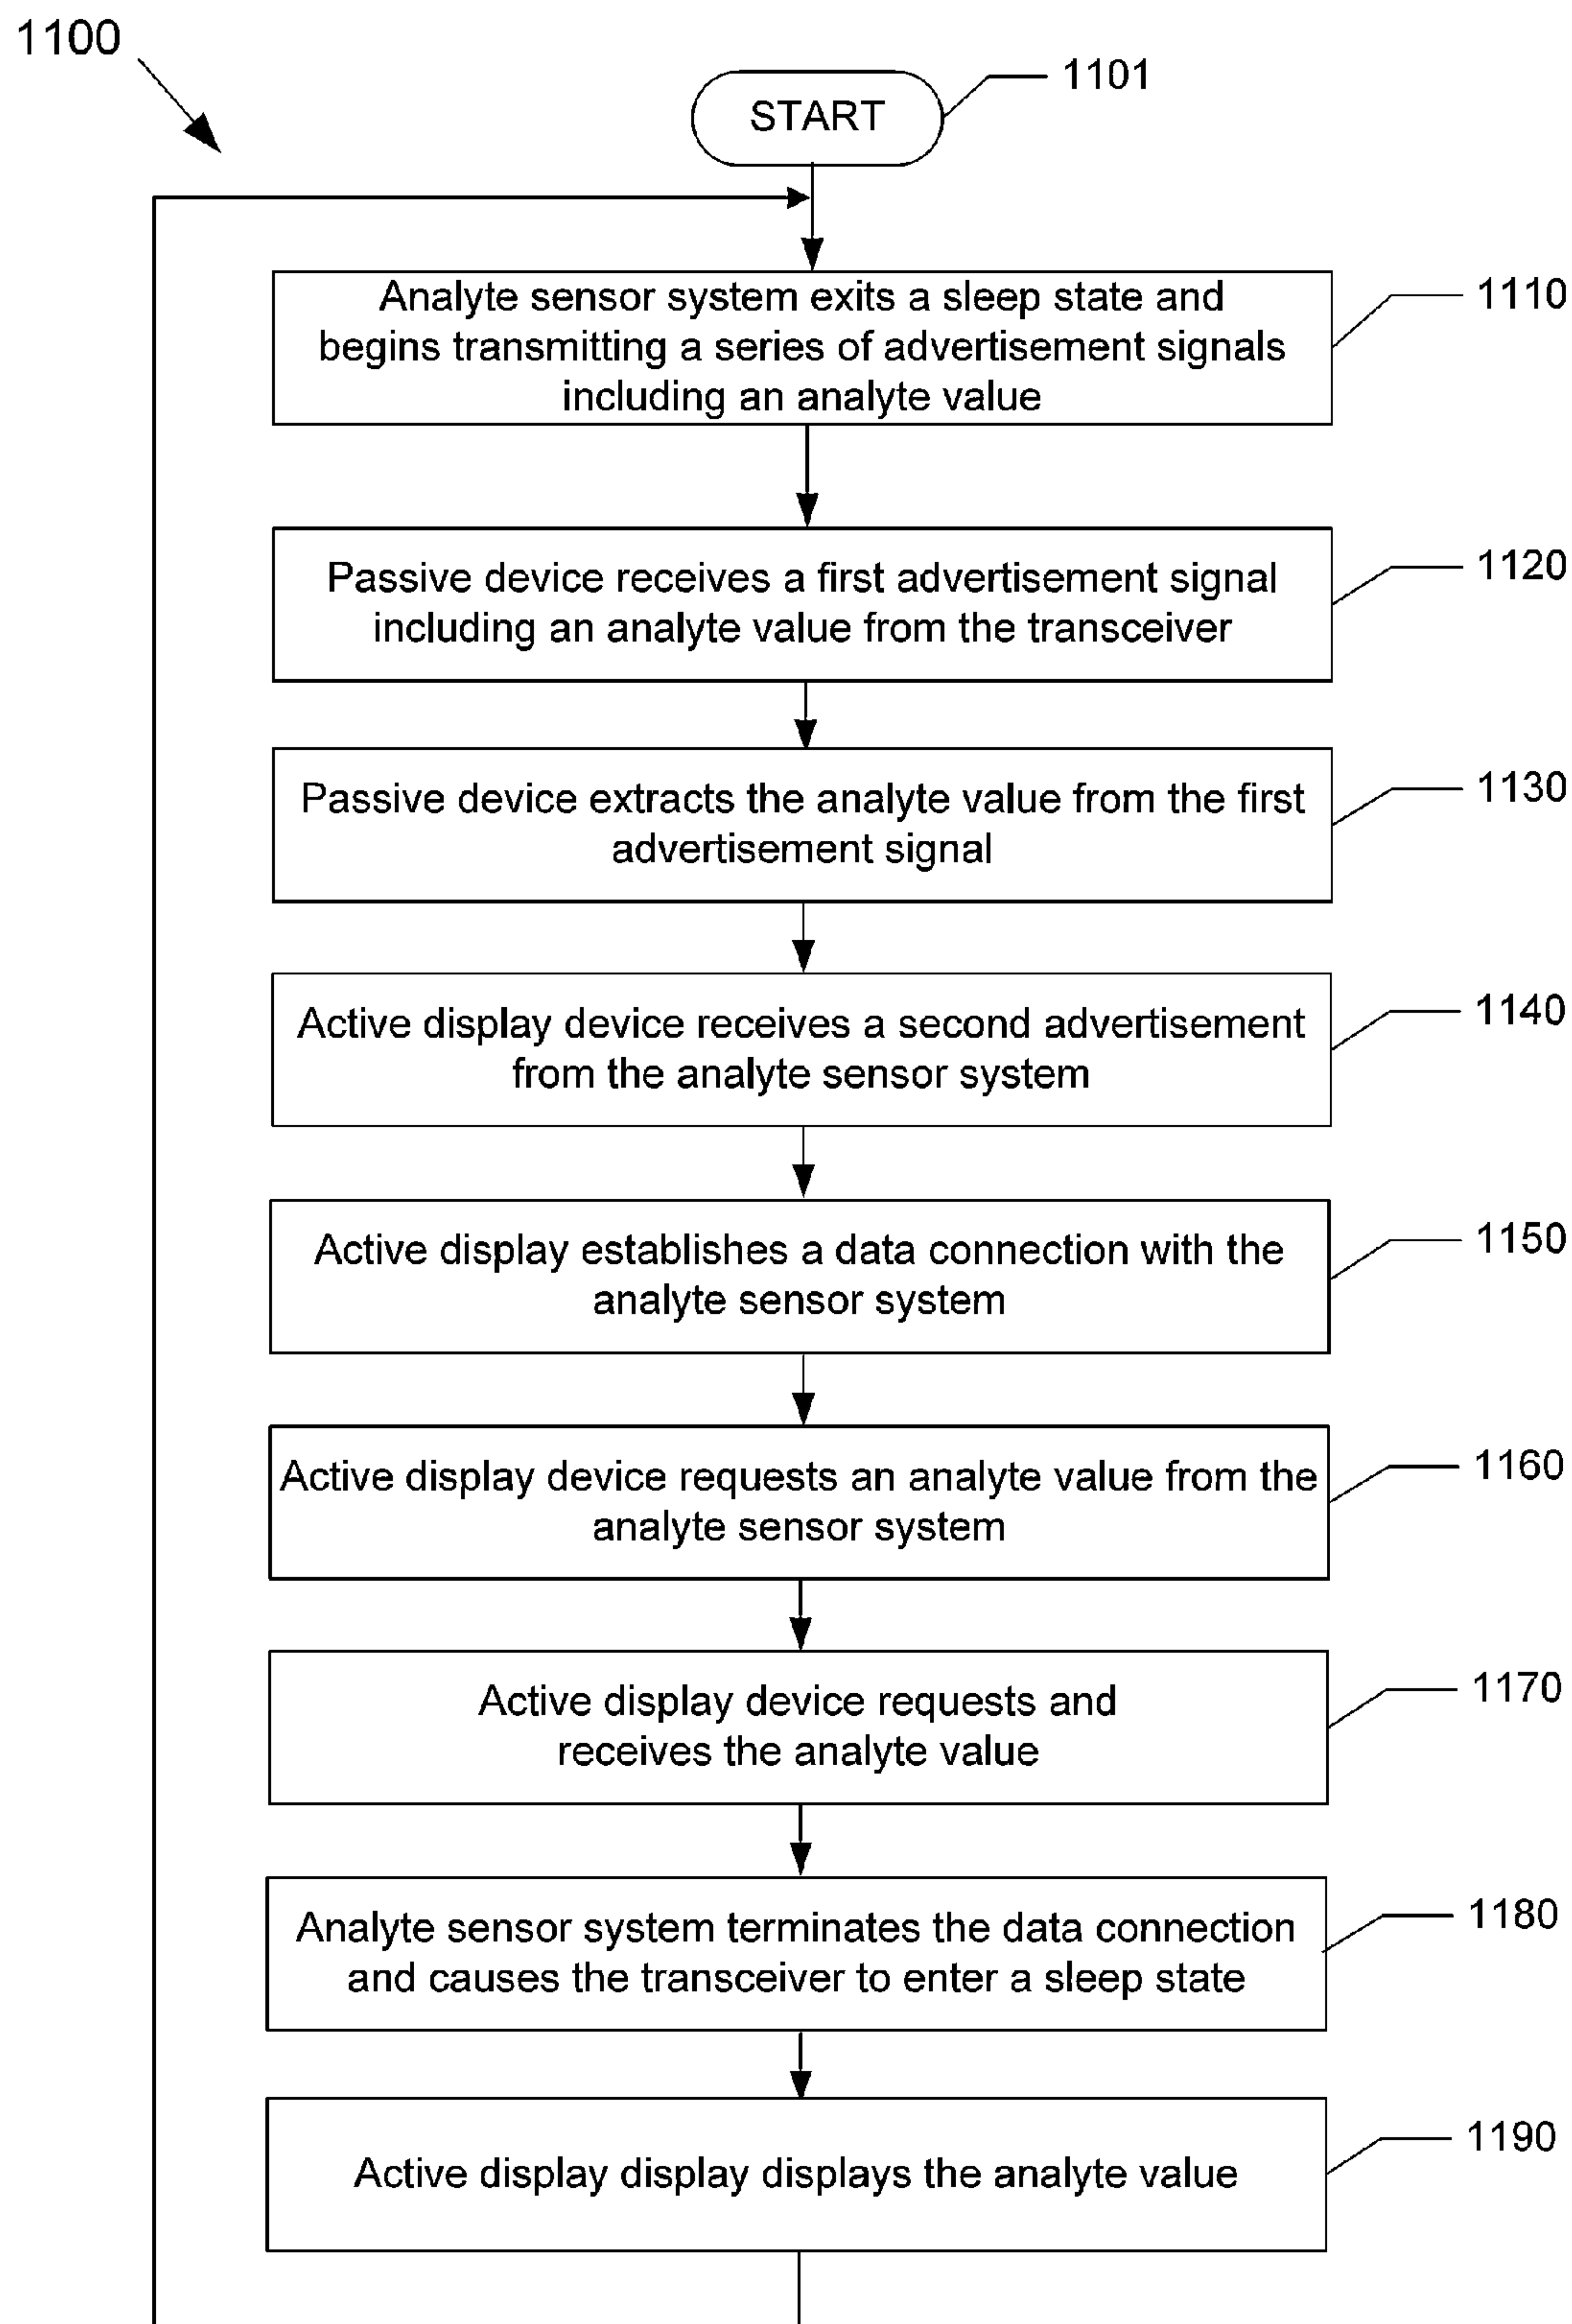 1100
START
1101
Analyte sensor system exits a sleep state and
begins transmitting a series of advertisement signals
including an analyte value
1110
Passive device receives a first advertisement signal
including an analyte value from the transceiver
1120
Passive device extracts the analyte value from the first
advertisement signal
1130
Active display device receives a second advertisement
from the analyte sensor system
1140
Active display establishes a data connection with the
analyte sensor system
1150
Active display device requests an analyte value from the
analyte sensor system
1160
Active display device requests and
receives the analyte value
1170
Analyte sensor system terminates the data connection
and causes the transceiver to enter a sleep state
1180
Active display display displays the analyte value
1190